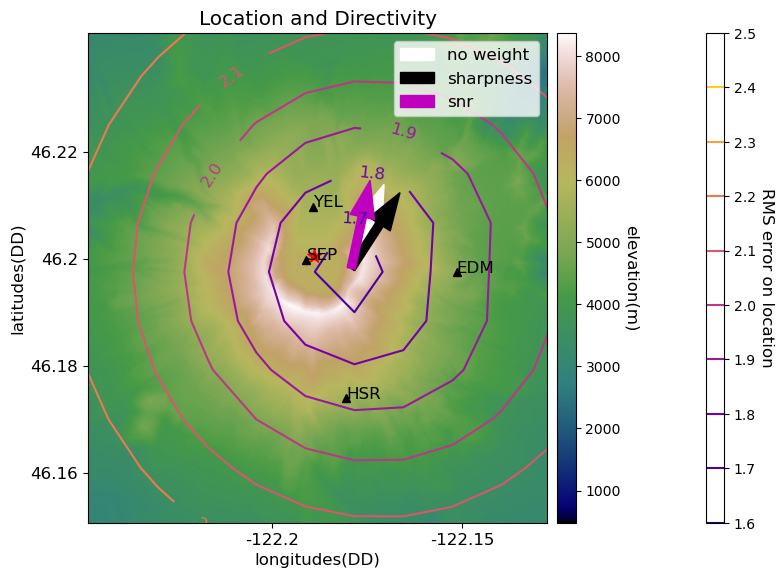 Location and Directivity
no weight
sharpness
snr
2.1
2.0
1.9
1.8
1.7
YEL
SEP
EDM
HSR
46.22
46.2
46.18
46.16
latitudes(DD)
-122.2
-122.15
longitudes(DD)
8000
7000
6000
5000
4000
3000
2000
1000
elevation(m)
2.5
2.4
2.3
2.2
2.1
2.0
1.9
1.8
1.7
1.6
RMS error on location